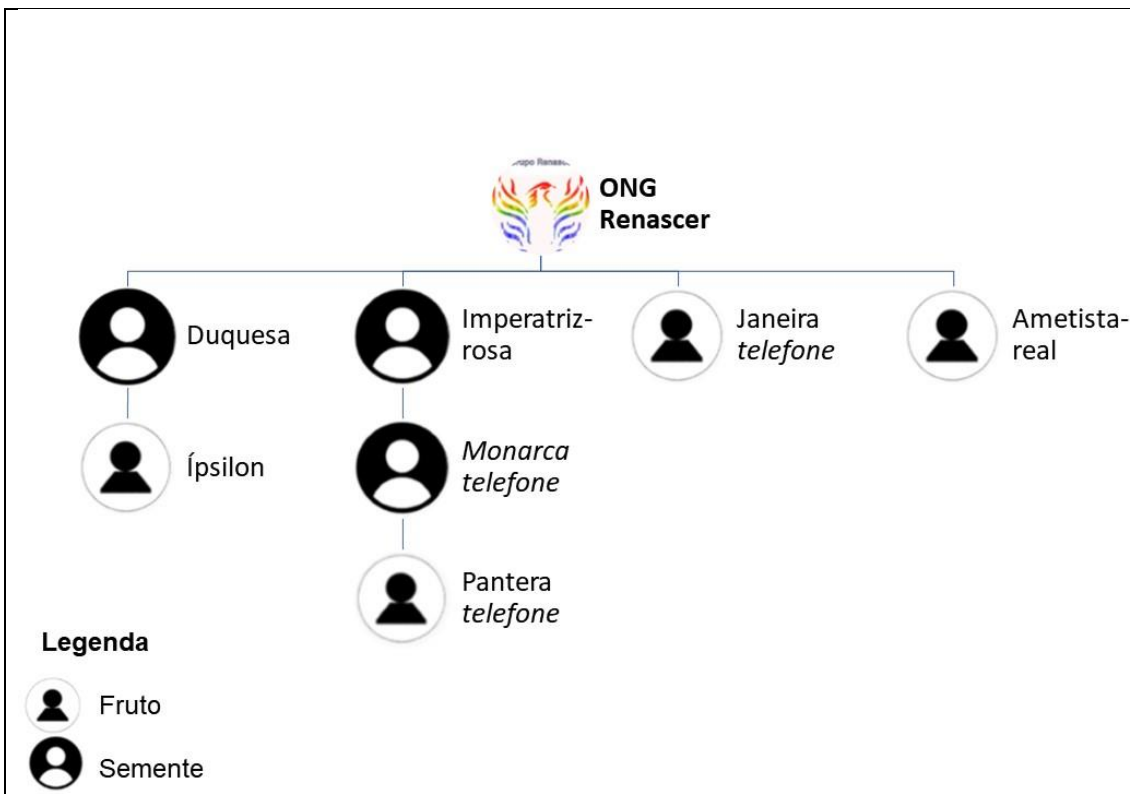 ONG
Renascer
Duquesa
Imperatriz-
rosa
Janeira
telefone
Ametista-
real
Ípsilon
Monarca
telefone
Pantera
telefone
Legenda
Fruto
Semente